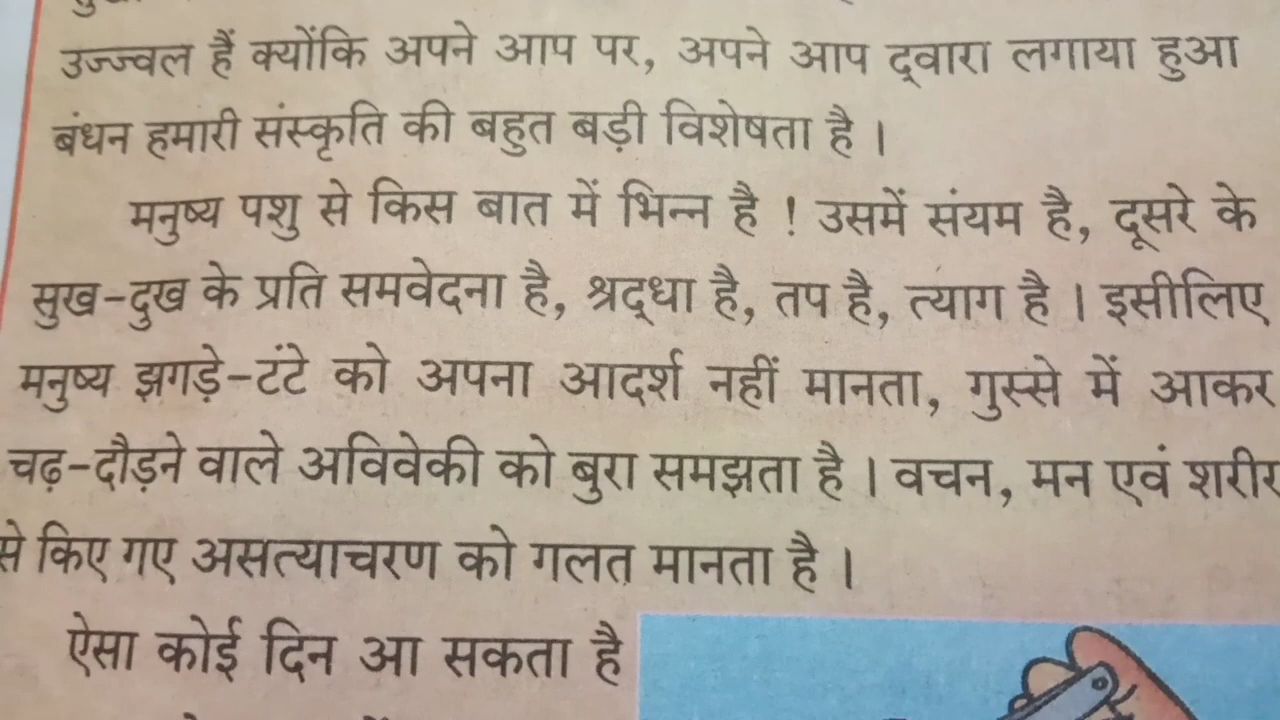 उज्ज्वल हैं क्योंकि अपने आप पर, अपने आप द्‌वारा लगाया हुआ
बंधन हमारी संस्कृति की बहुत बड़ी विशेषता है ।
मनुष्य पशु से किस बात में भिन्न है ! उसमें संयम है, दूसरे के
सुख-दुख के प्रति समवेदना है, श्रद्‌धा है, तप है, त्याग है । इसीलिए
मनुष्य झगड़े-टंटे को अपना आदर्श नहीं मानता, गुस्से में आकर
चढ़-दौड़ने वाले अविवेकी को बुरा समझता है । वचन, मन एवं शरीर
से किए गए असत्याचरण को गलत मानता है ।
ऐसा कोई दिन आ सकता है